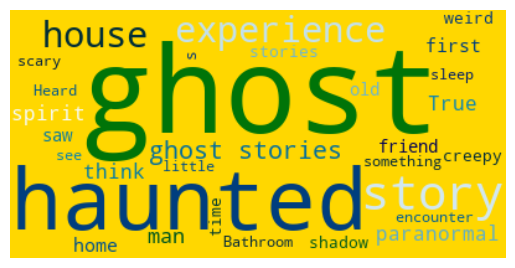 weird
house
experience
first
s
stories
scary
ghost
sleep
Heard
old
True
spirit
saw
friend
ghost stories
see
something
creepy
think
little
haunted
story
time
encounter
man
paranormal
home
Bathroom
shadow